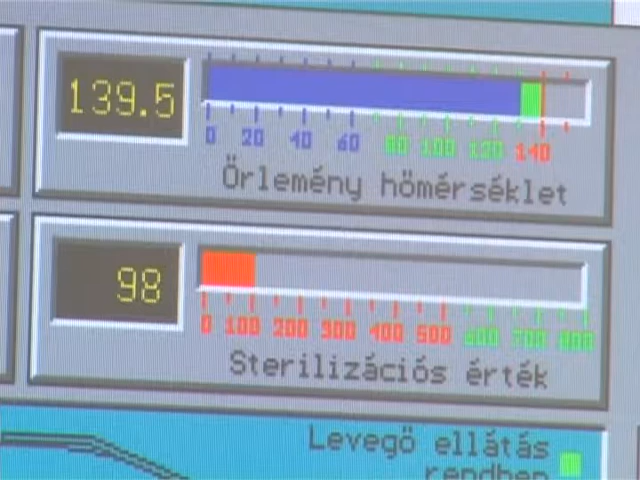 139.5
0 20 40 60 80 100 120 140
Őrlemény hőmérséklet
98
0 100 200 300 400 500 600 700 800
Sterilizációs érték
Levegő ellátás
rendben